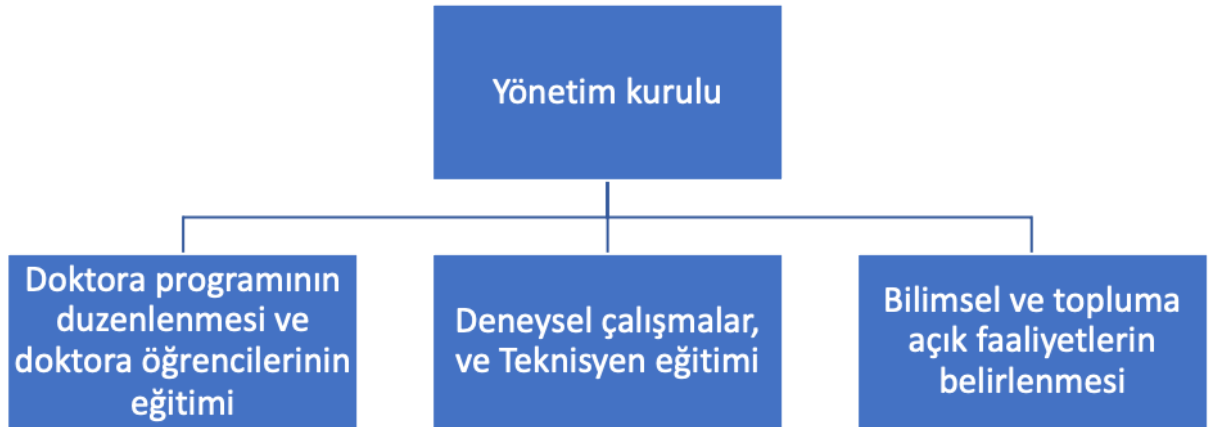 Yönetim kurulu
Doktora programının
duzenlenmesi ve
doktora öğrencilerinin
eğitimi
Deneysel çalışmalar,
ve Teknisyen eğitimi
Bilimsel ve topluma
açık faaliyetlerin
belirlenmesi